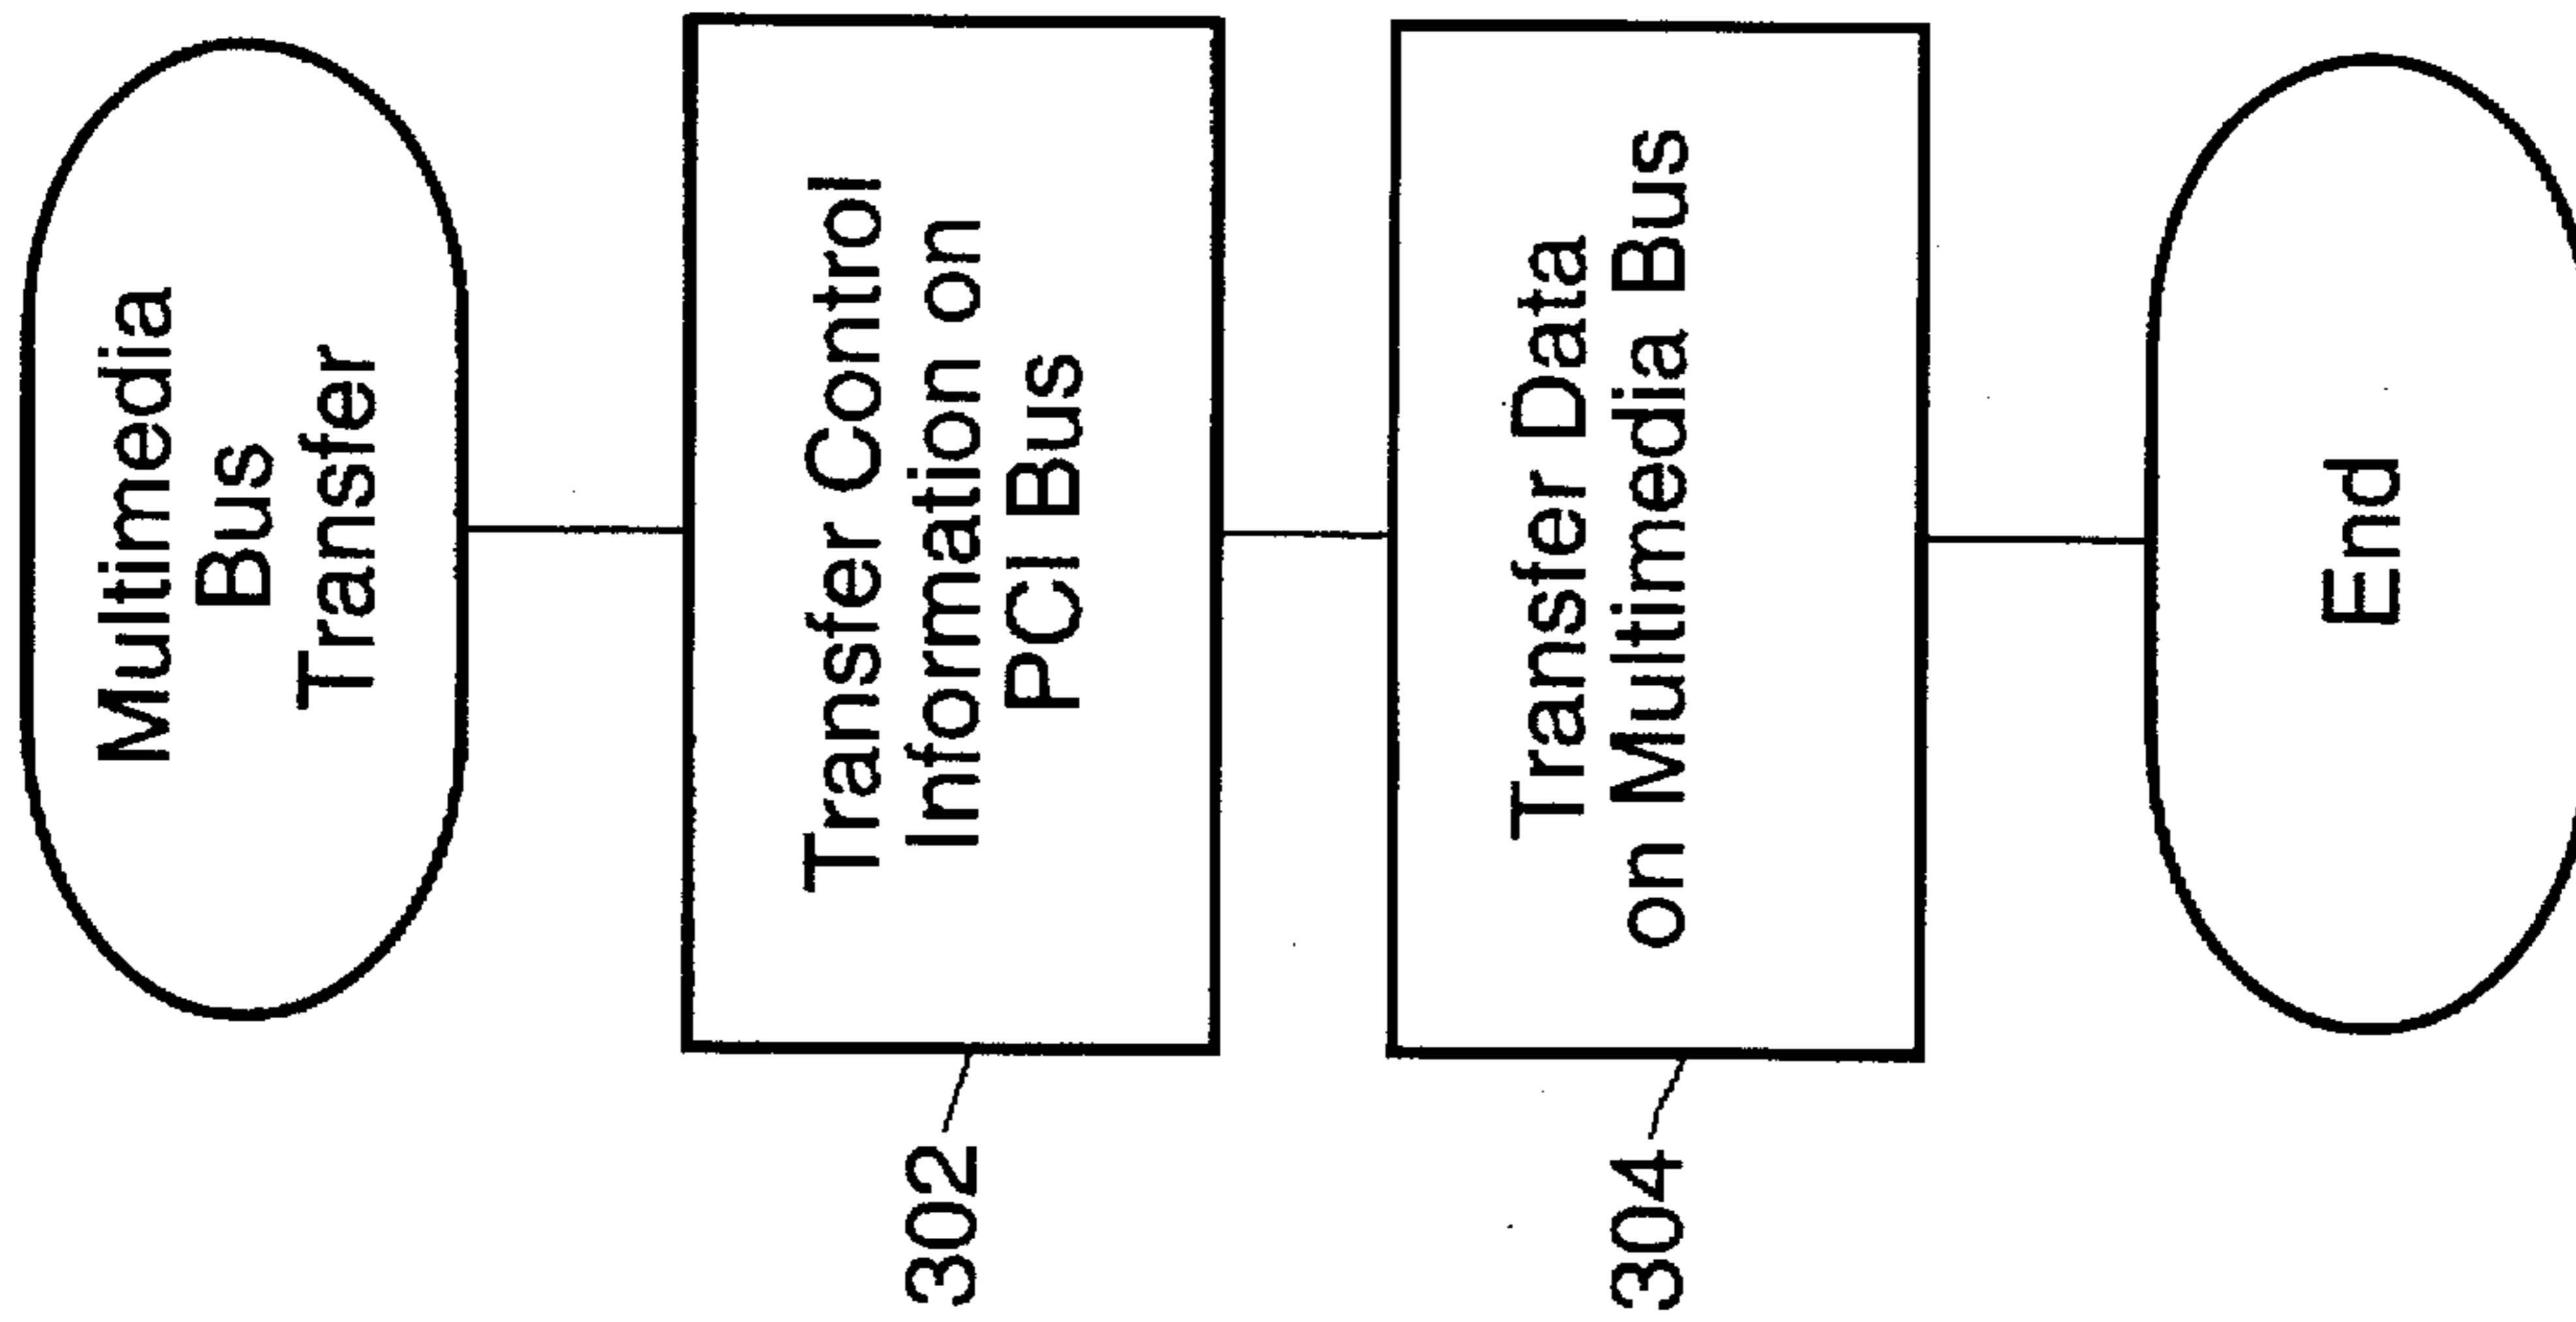 Multimedia
Bus
Transfer
302
Transfer Control
Information on
PCI Bus
304
Transfer Data
on Multimedia Bus
End